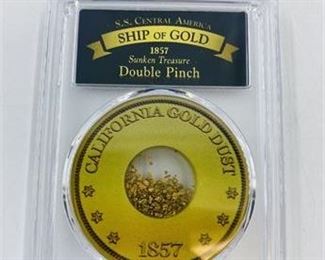 S.S. CENTRAL AMERICA
SHIP OF GOLD
1857
Sunken Treasure
Double Pinch
CALIFORNIA GOLD DUST
1857